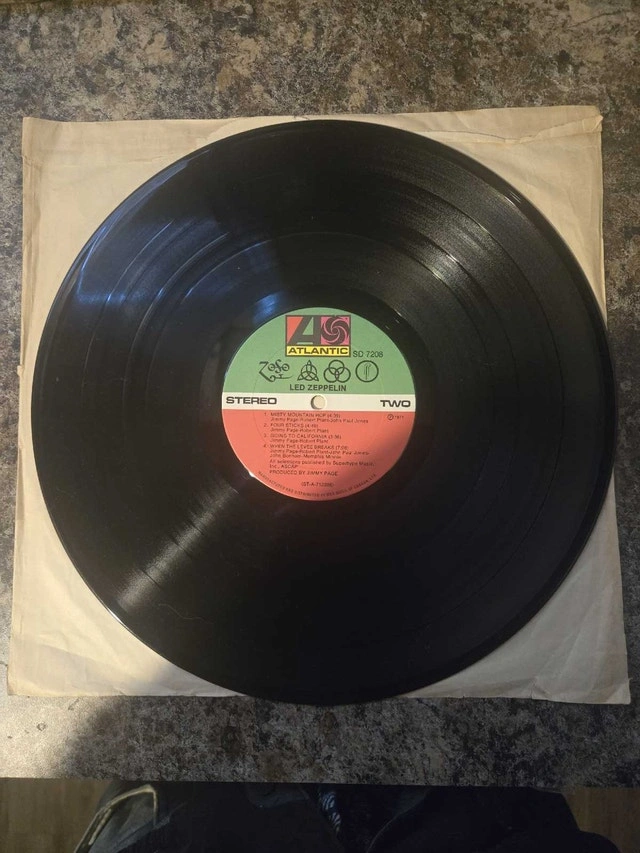 ATLANTIC
SD 7208
LED ZEPPELIN
STEREO
TWO
1. MISTY MOUNTAIN HOP (4:39)
Jimmy Page-Robert Plant-John Paul Jones
2. FOUR STICKS (4:49)
Jimmy Page-Robert Plant
3. GOING TO CALIFORNIA (3:36)
Jimmy Page-Robert Plant
4. WHEN THE LEVEE BREAKS (7:08)
Jimmy Page-Robert Plant-John Paul Jones-
John Bonham-Memphis Minnie
All selections published by Superhype Music,
Inc., ASCAP
PRODUCED BY JIMMY PAGE
℗ 1971